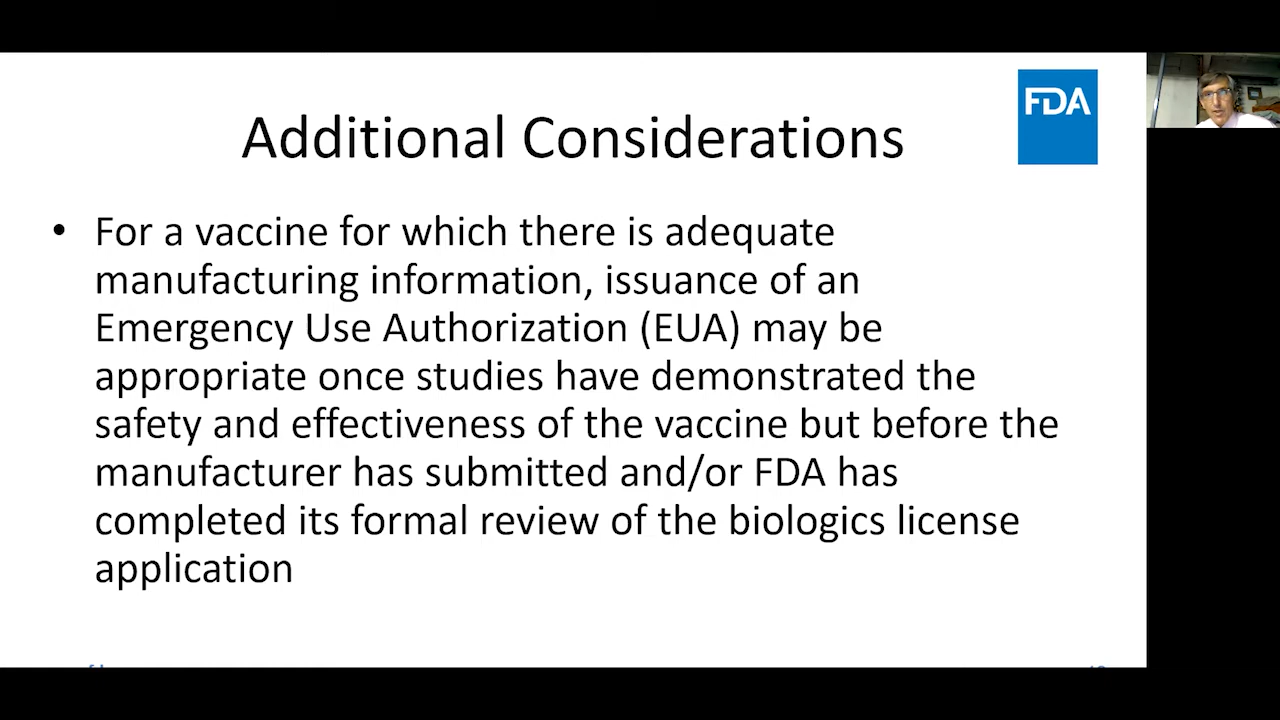 FDA
Additional Considerations
• For a vaccine for which there is adequate
manufacturing information, issuance of an
Emergency Use Authorization (EUA) may be
appropriate once studies have demonstrated the
safety and effectiveness of the vaccine but before the
manufacturer has submitted and/or FDA has
completed its formal review of the biologics license
application